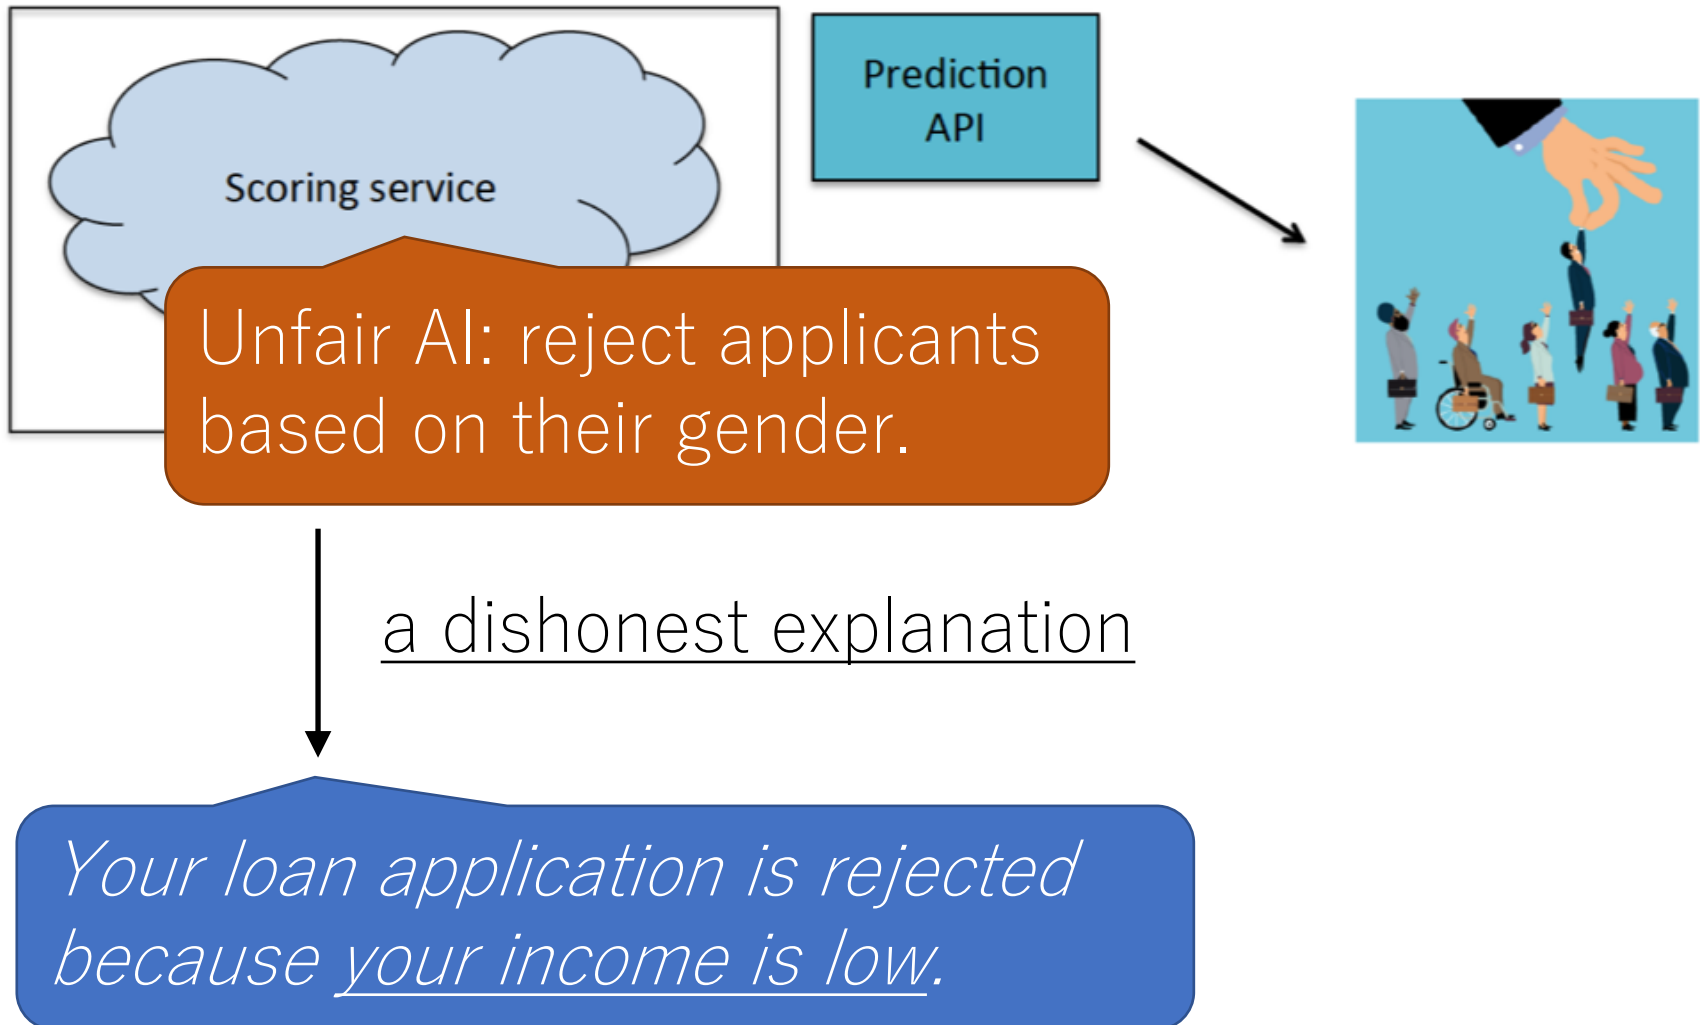 Scoring service
Prediction
API
Unfair AI: reject applicants
based on their gender.
a dishonest explanation
Your loan application is rejected
because your income is low.